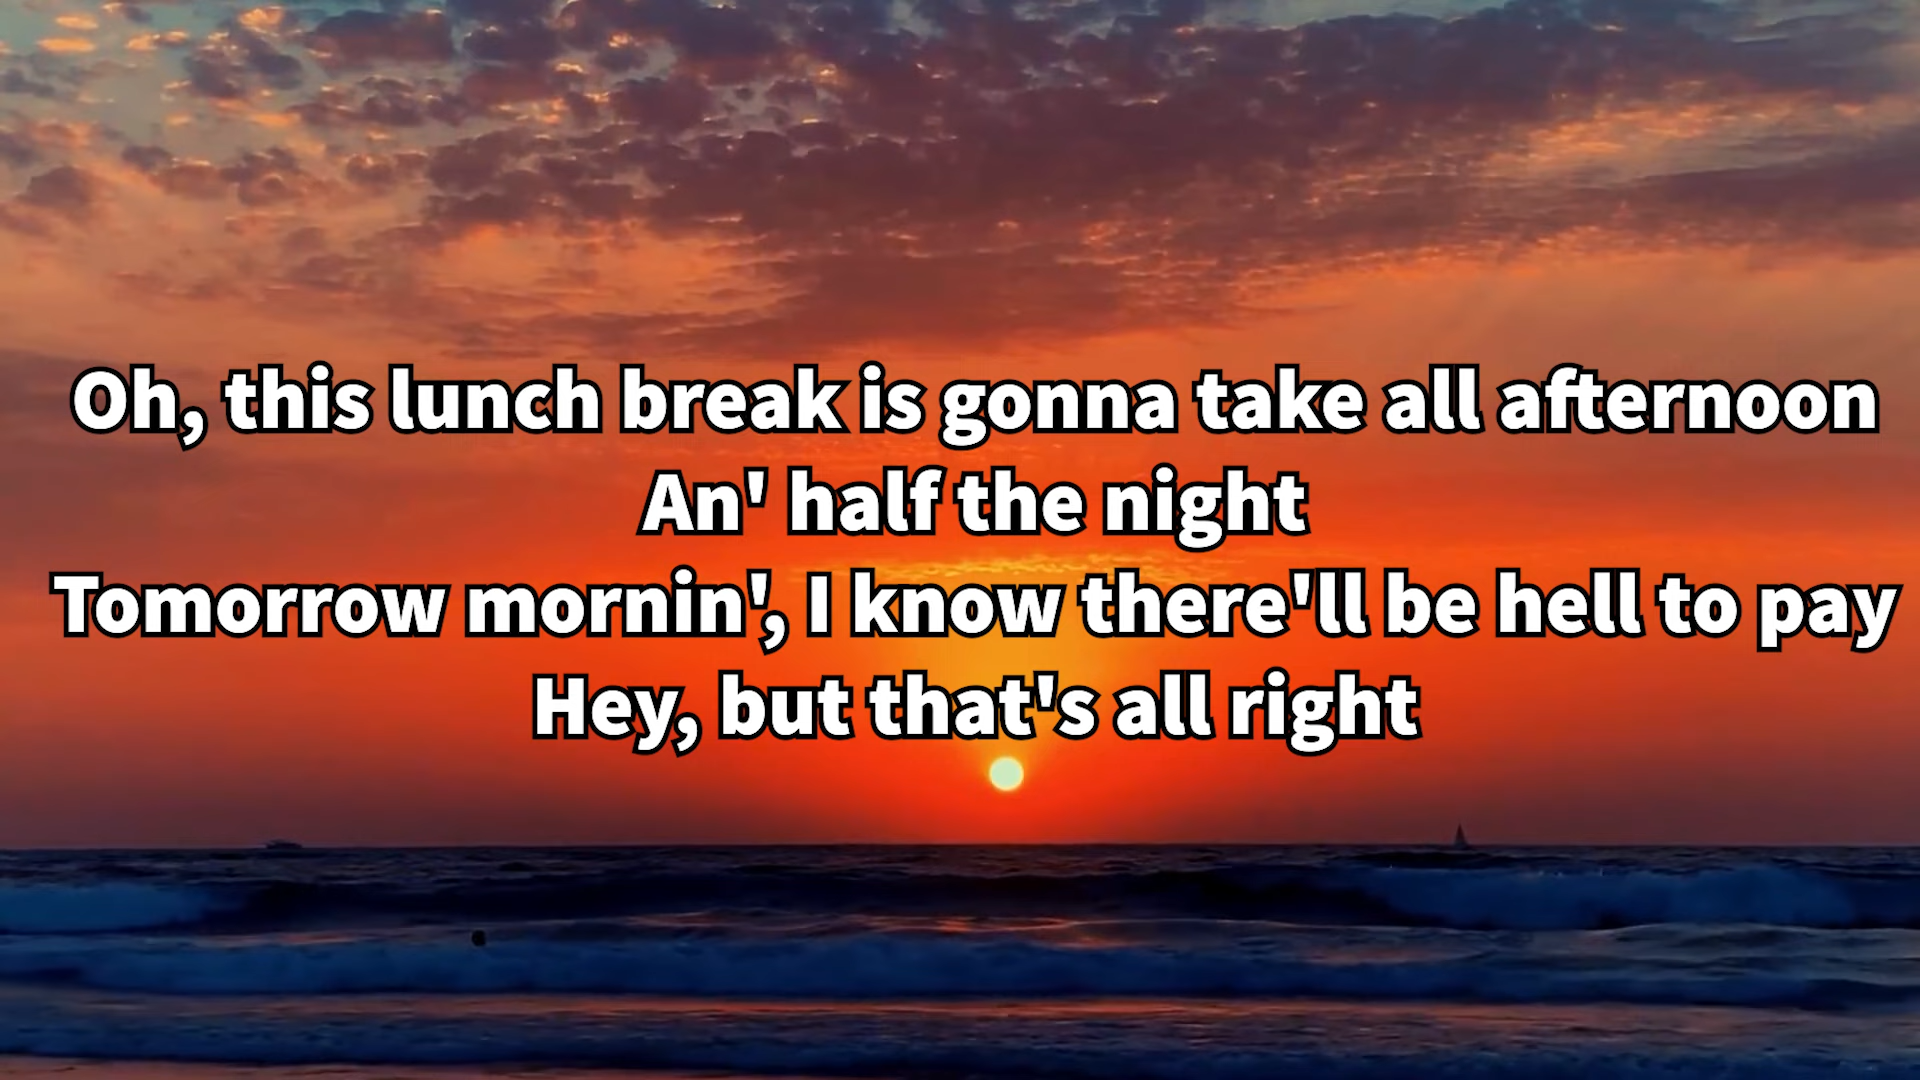 Oh, this lunch break is gonna take all afternoon
An' half the night
Tomorrow mornin', I know there'll be hell to pay
Hey, but that's all right